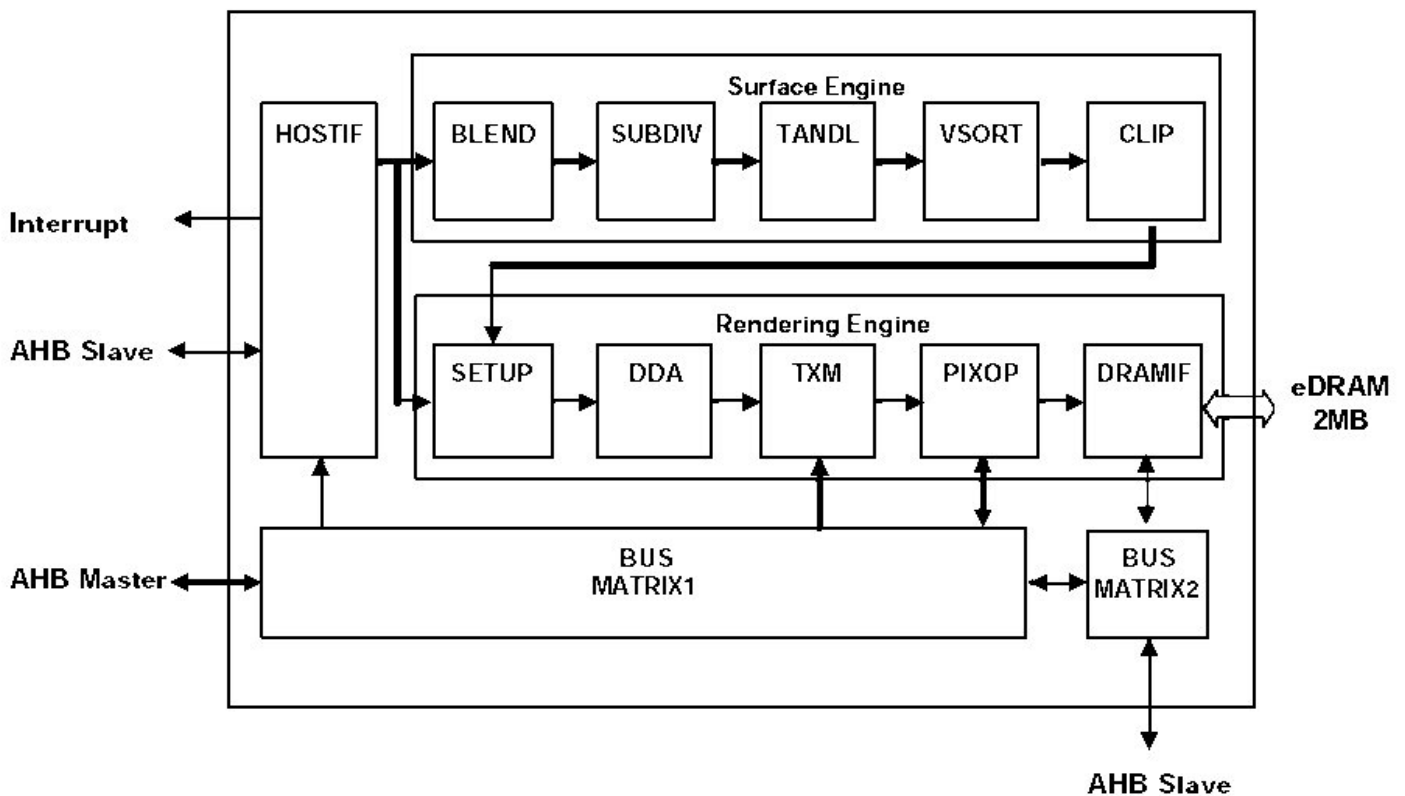 Surface Engine
HOSTIF
BLEND
SUBDIV
TANDL
VSORT
CLIP
Interrupt
AHB Slave
Rendering Engine
SETUP
DDA
TXM
PIXOP
DRAMIF
eDRAM
2MB
AHB Master
BUS
MATRIX1
BUS
MATRIX2
AHB Slave